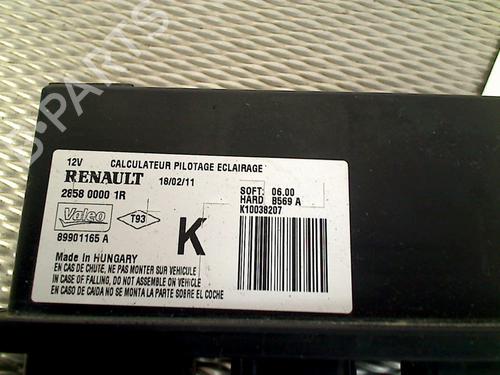 B-PARTS
12V CALCULATEUR PILOTAGE ECLAIRAGE
RENAULT 18/02/11
2858 0000 1R
SOFT: 06.00
HARD B569 A
K10038207
Valeo T93
K
89901165 A
Made in HUNGARY
EN CAS DE CHUTE, NE PAS MONTER SUR VEHICULE
IN CASE OF FALLING, DO NOT ASSEMBLE ON VEHICLE
EN CASO DE CAIDA NO SE MONTA LA PARTE SOBRE EL COCHE